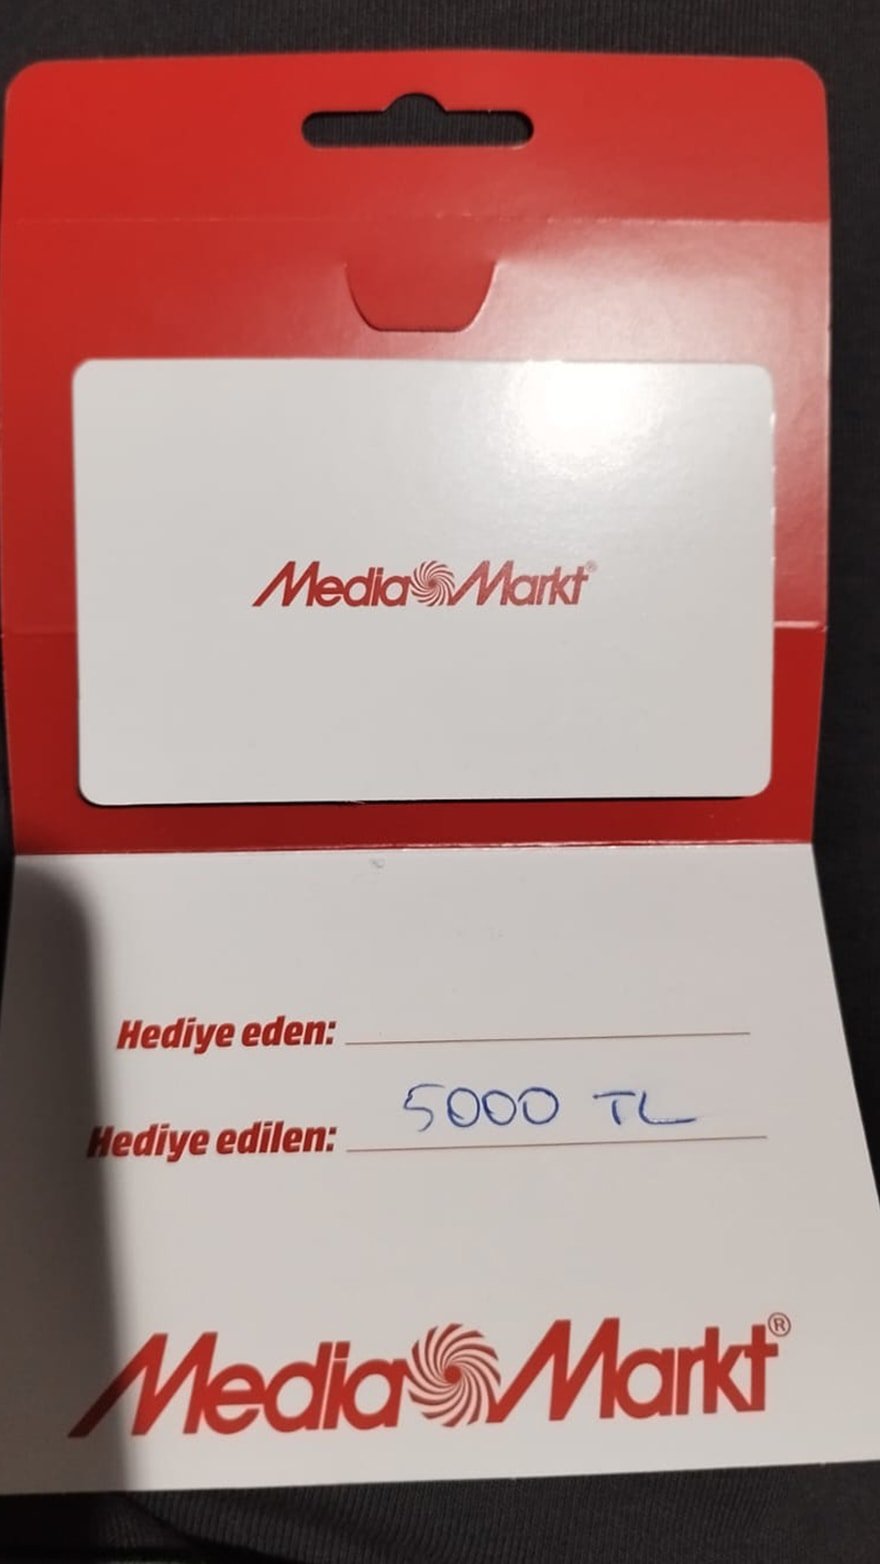 MediaMarkt®
Hediye eden:
5000 TL
Hediye edilen:
MediaMarkt®